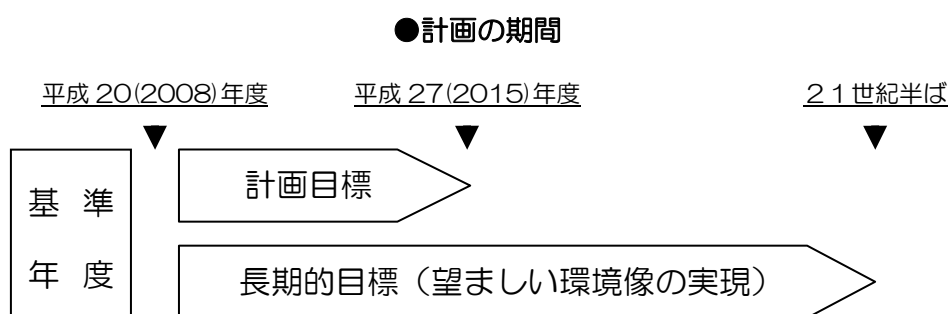 ●計画の期間
平成 20(2008)年度 平成 27(2015)年度 ２１世紀半ば
▼ ▼ ▼
計画目標
基 準
年 度
長期的目標（望ましい環境像の実現）